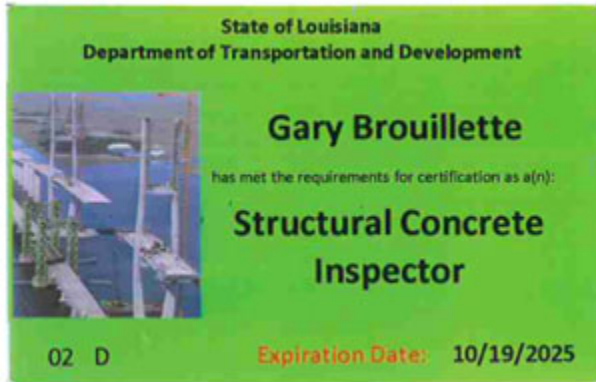 State of Louisiana
Department of Transportation and Development
Gary Brouillette
has met the requirements for certification as a(n):
Structural Concrete
Inspector
02 D
Expiration Date: 10/19/2025